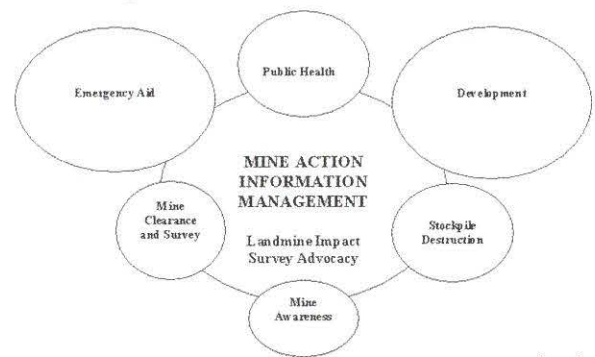 Public Health
Emergency Aid
Development
MINE ACTION
INFORMATION
MANAGEMENT
Mine
Clearance
and Survey
Stockpile
Destruction
Landmine Impact
Survey Advocacy
Mine
Awareness